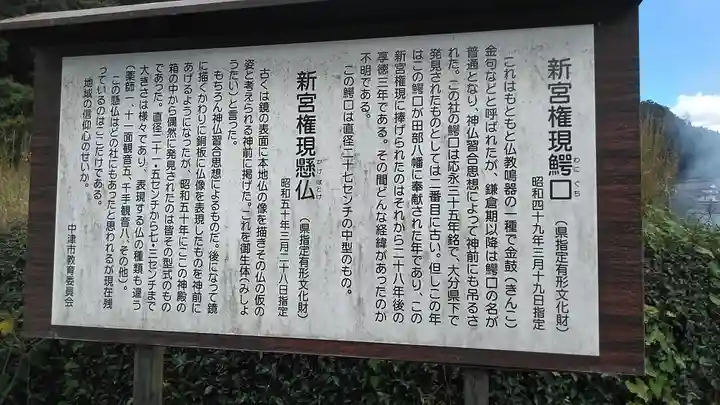 新宮権現鰐口
わにぐち
（県指定有形文化財）
昭和四十九年三月十九日指定
これはもともと仏教鳴器の一種で金鼓（きんこ）
金句などと呼ばれたが、鎌倉期以降は鰐口の名が
普通となり、神仏習合思想によって神前にも吊るさ
れた。この社の鰐口は応永二十五年銘で、大分県下で
発見されたものとしては一番目に古い。但しこの年
はこの鰐口が田部八幡に奉献された年であり、この
新宮権現に捧げられたのはそれから二十八年後の
享徳三年である。その間どんな経緯があったのか
不明である。
この鰐口は直径二十七センチの中型のもの。
新宮権現懸仏
かけぼとけ
（県指定有形文化財）
昭和五十年三月二十八日指定
古くは鏡の表面に本地仏の像を描きその仏の仮の
姿と考えられる神前に掲げた。これを御生体（みしょ
うたい）と言った。
もちろん神仏習合思想によるものだ。後になって鏡
に描くかわりに銅板に仏像を表現したものを神前に
あげるようになったが、昭和五十年にここの神殿の
箱の中から偶然に発見されたのは皆その型式のもの
であった。直径二十一・五センチから七・三センチまで
大きさは様々であり、表現する仏の種類も違う
（薬師一、十一面観音五、千手観音八、その他）。
この懸仏はどの社にもあったと思われるが現在残
っているのはここだけである。
地域の信仰心のせいか。
中津市教育委員会